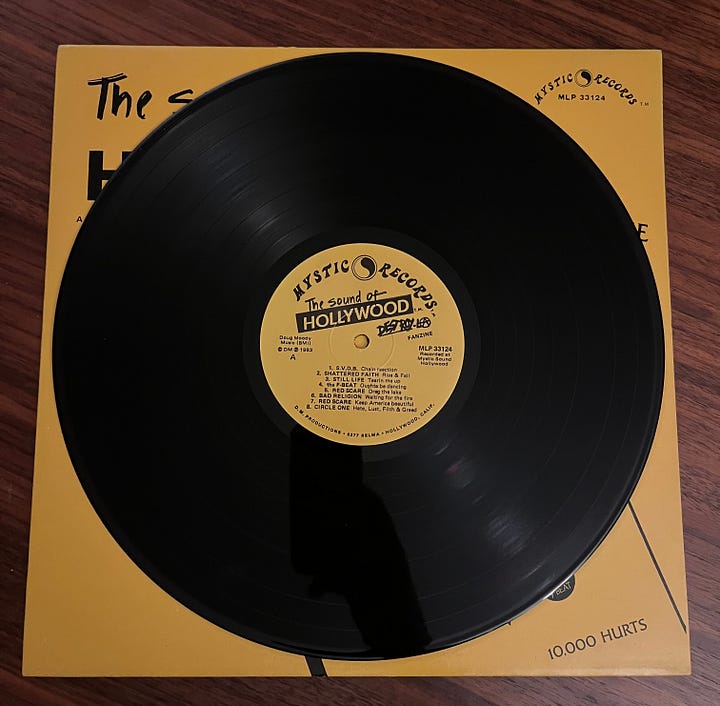 The S
MYSTIC RECORDS T.M.
MLP 33124
H
A
E
MYSTIC RECORDS T.M.
The Sound of
HOLLYWOOD T.M.
DESTROY LA
FANZINE
Doug Moody
Music (BMI)
A
MLP 33124
Recorded at
Mystic Sound
Hollywood
1. S.V.D.B. Chain reaction
2. SHATTERED FAITH Rise & Fall
3. STILL LIFE Tearin the up
4. the F-BEAT Oughta be dancing
5. RED SCARE Drag the lake
6. BAD RELIGION Waiting for the fire
7. RED SCARE Keep America beautiful
8. CIRCLE ONE Hate, Lust, Filth & Greed
D.M. PRODUCTIONS • 6277 SELMA • HOLLYWOOD, CALIF.
BEAT
10,000 HURTS